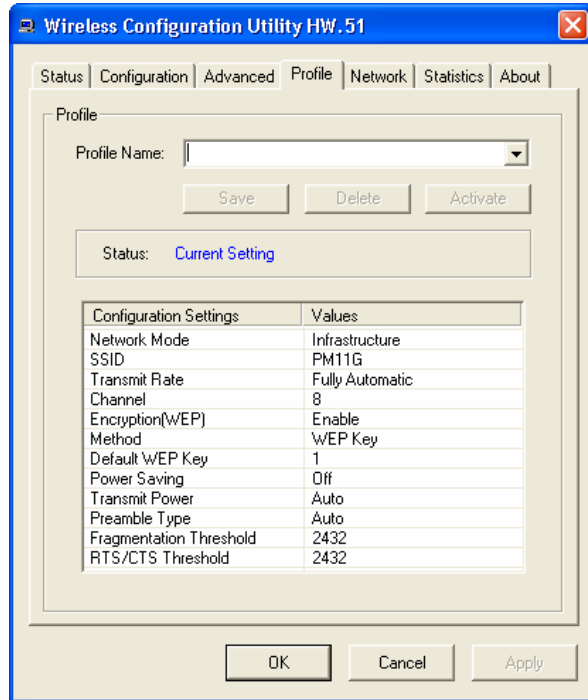 Wireless Configuration Utility HW.51
Status Configuration Advanced Profile Network Statistics About
Profile
Profile Name:
Save Delete Activate
Status: Current Setting
Configuration Settings Values
Network Mode Infrastructure
SSID PM11G
Transmit Rate Fully Automatic
Channel 8
Encryption(WEP) Enable
Method WEP Key
Default WEP Key 1
Power Saving Off
Transmit Power Auto
Preamble Type Auto
Fragmentation Threshold 2432
RTS/CTS Threshold 2432
OK Cancel Apply